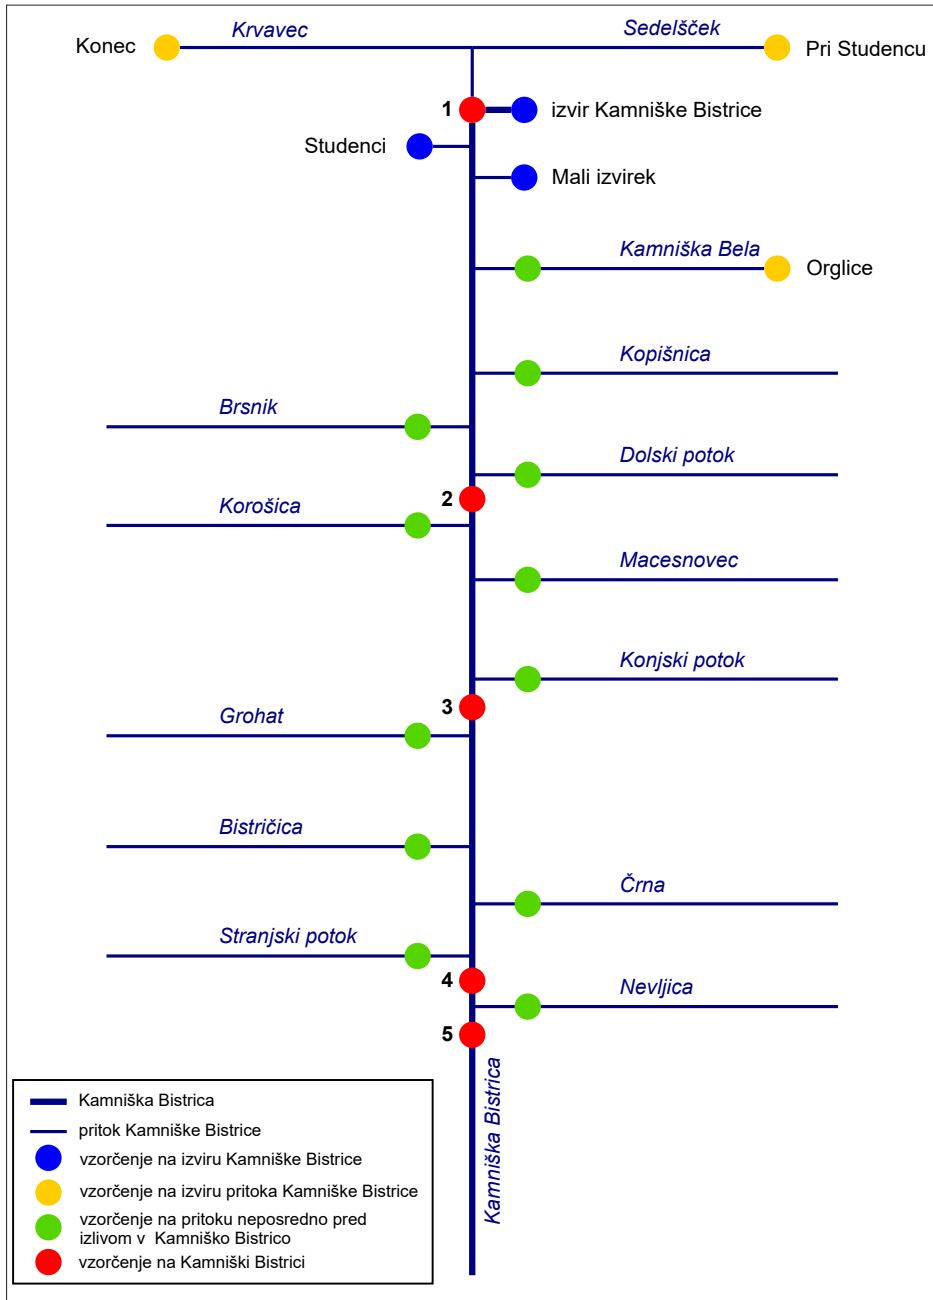 Krvavec
Sedelšček
Konec
Pri Studencu
1
izvir Kamniške Bistrice
Studenci
Mali izvirek
Kamniška Bela
Orglice
Kopišnica
Brsnik
Dolski potok
2
Korošica
Macesnovec
Konjski potok
3
Grohat
Bistričica
Črna
Stranjski potok
4
Nevljica
5
Kamniška Bistrica
Kamniška Bistrica
pritok Kamniške Bistrice
vzorčenje na izviru Kamniške Bistrice
vzorčenje na izviru pritoka Kamniške Bistrice
vzorčenje na pritoku neposredno pred
izlivom v Kamniško Bistrico
vzorčenje na Kamniški Bistrici